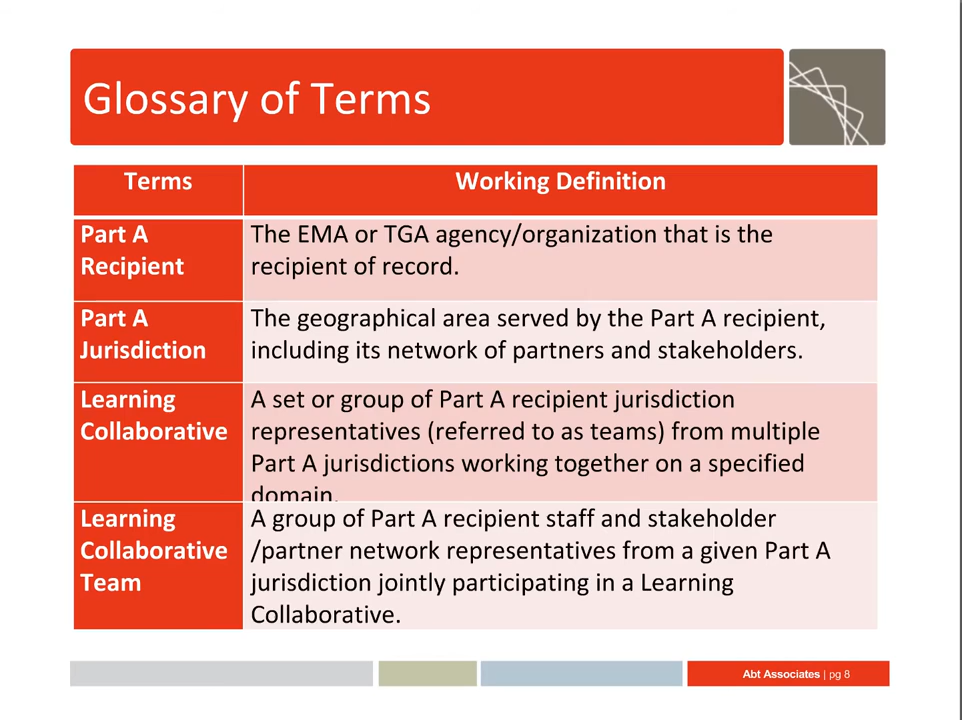 Glossary of Terms
Terms
Working Definition
Part A
Recipient
The EMA or TGA agency/organization that is the
recipient of record.
Part A
Jurisdiction
The geographical area served by the Part A recipient,
including its network of partners and stakeholders.
Learning
Collaborative
A set or group of Part A recipient jurisdiction
representatives (referred to as teams) from multiple
Part A jurisdictions working together on a specified
domain.
Learning
Collaborative
Team
A group of Part A recipient staff and stakeholder
/partner network representatives from a given Part A
jurisdiction jointly participating in a Learning
Collaborative.
Abt Associates | pg 8